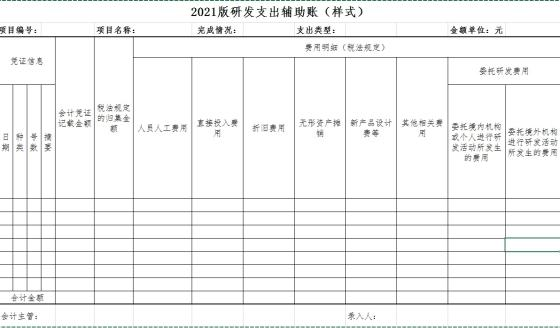 2021版研发支出辅助账（样式）
项目编号： 项目名称： 完成情况： 支出类型： 金额单位：元
凭证信息 会计凭证记载金额 税法规定的归集金额 费用明细（税法规定）
日期 种类 号数 摘要
人员人工费用 直接投入费用 折旧费用 无形资产摊销 新产品设计费等 其他相关费用 委托研发费用
委托境内机构或个人进行研发活动所发生的费用 委托境外机构进行研发活动所发生的费用
合计金额
会计主管： 录入人：